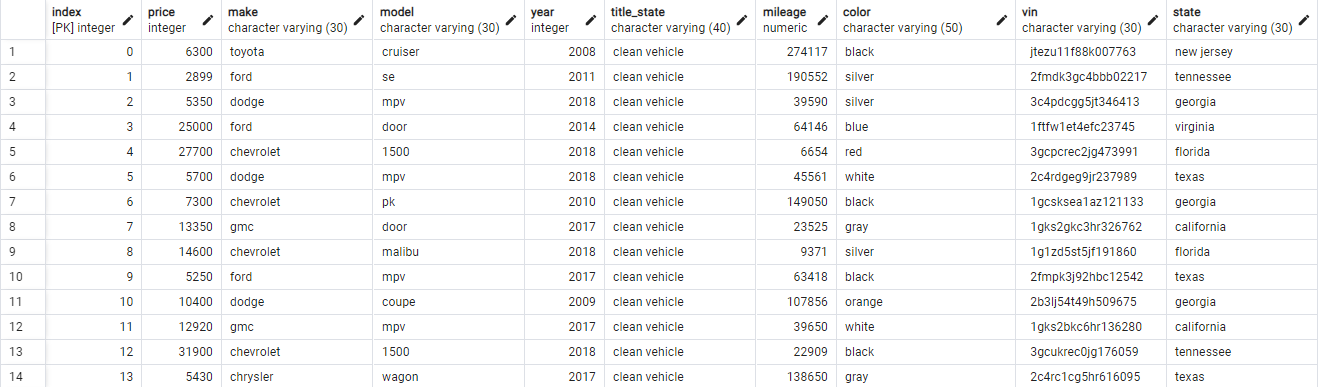 index price make model year title_state mileage color vin state
[PK] integer integer character varying (30) character varying (30) integer character varying (40) numeric character varying (50) character varying (30) character varying (30)
1 0 6300 toyota cruiser 2008 clean vehicle 274117 black jtezu11f88k007763 new jersey
2 1 2899 ford se 2011 clean vehicle 190552 silver 2fmdk3gc4bbb02217 tennessee
3 2 5350 dodge mpv 2018 clean vehicle 39590 silver 3c4pdcgg5jt346413 georgia
4 3 25000 ford door 2014 clean vehicle 64146 blue 1ftfw1et4efc23745 virginia
5 4 27700 chevrolet 1500 2018 clean vehicle 6654 red 3gcpcrec2jg473991 florida
6 5 5700 dodge mpv 2018 clean vehicle 45561 white 2c4rdgeg9jr237989 texas
7 6 7300 chevrolet pk 2010 clean vehicle 149050 black 1gcsksea1az121133 georgia
8 7 13350 gmc door 2017 clean vehicle 23525 gray 1gks2gkc3hr326762 california
9 8 14600 chevrolet malibu 2018 clean vehicle 9371 silver 1g1zd5st5jf191860 florida
10 9 5250 ford mpv 2017 clean vehicle 63418 black 2fmpk3j92hbc12542 texas
11 10 10400 dodge coupe 2009 clean vehicle 107856 orange 2b3lj54t49h509675 georgia
12 11 12920 gmc mpv 2017 clean vehicle 39650 white 1gks2bkc6hr136280 california
13 12 31900 chevrolet 1500 2018 clean vehicle 22909 black 3gcukrec0jg176059 tennessee
14 13 5430 chrysler wagon 2017 clean vehicle 138650 gray 2c4rc1cg5hr616095 texas